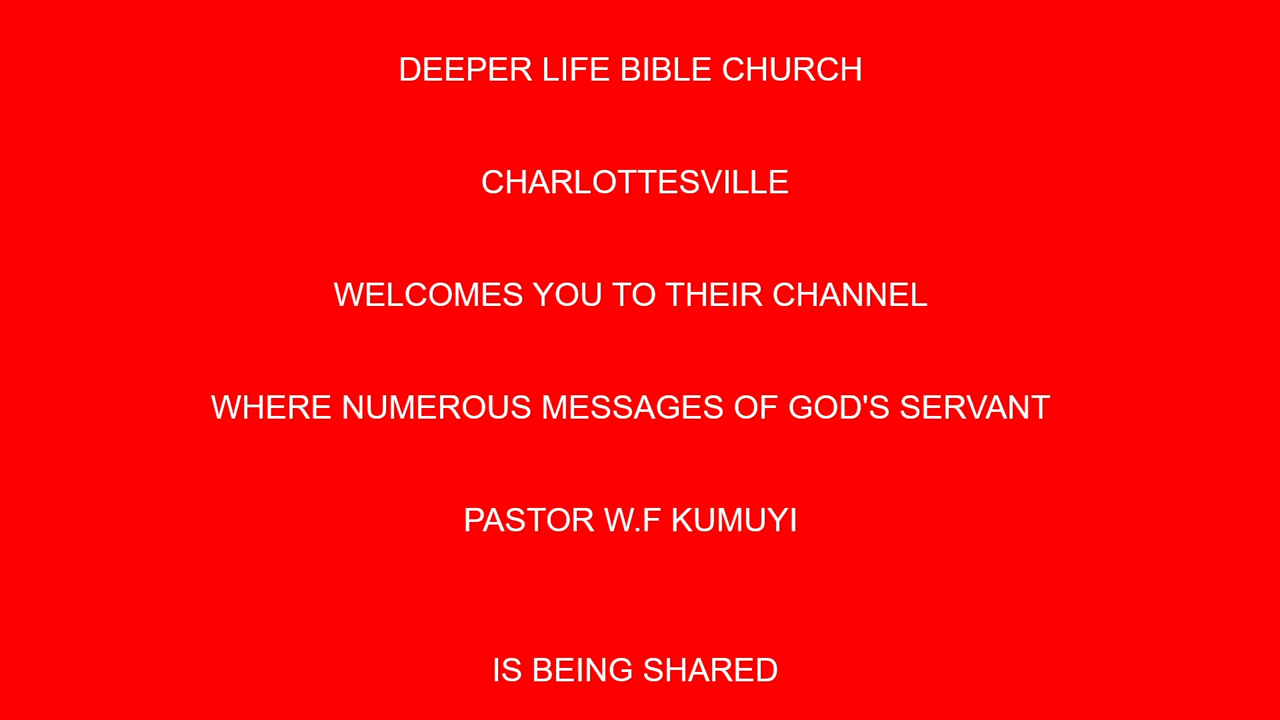 DEEPER LIFE BIBLE CHURCH
CHARLOTTESVILLE
WELCOMES YOU TO THEIR CHANNEL
WHERE NUMEROUS MESSAGES OF GOD'S SERVANT
PASTOR W.F KUMUYI
IS BEING SHARED